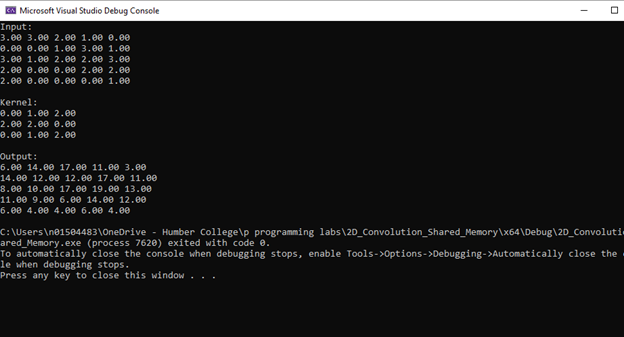 Microsoft Visual Studio Debug Console
Input:
3.00 3.00 2.00 1.00 0.00
0.00 0.00 1.00 3.00 1.00
3.00 1.00 2.00 2.00 3.00
2.00 0.00 0.00 2.00 2.00
2.00 0.00 0.00 0.00 1.00
Kernel:
0.00 1.00 2.00
2.00 2.00 0.00
0.00 1.00 2.00
Output:
6.00 14.00 17.00 11.00 3.00
14.00 12.00 12.00 17.00 11.00
8.00 10.00 17.00 19.00 13.00
11.00 9.00 6.00 14.00 12.00
6.00 4.00 4.00 6.00 4.00
C:\Users\n01504483\OneDrive - Humber College\p programming labs\2D_Convolution_Shared_Memory\x64\Debug\2D_Convolutio
ared_Memory.exe (process 7620) exited with code 0.
To automatically close the console when debugging stops, enable Tools->Options->Debugging->Automatically close the
le when debugging stops.
Press any key to close this window . . .